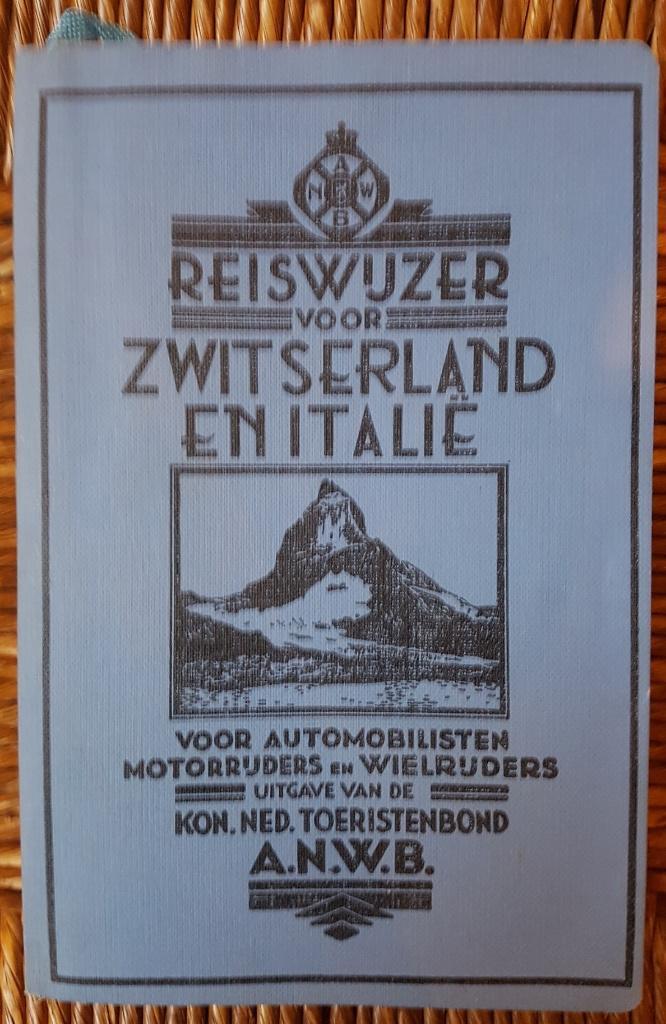 A
N K W
B
REISWIJZER
VOOR
ZWITSERLAND
EN ITALIË
VOOR AUTOMOBILISTEN
MOTORRIJDERS EN WIELRIJDERS
UITGAVE VAN DE
KON. NED. TOERISTENBOND
A.N.W.B.